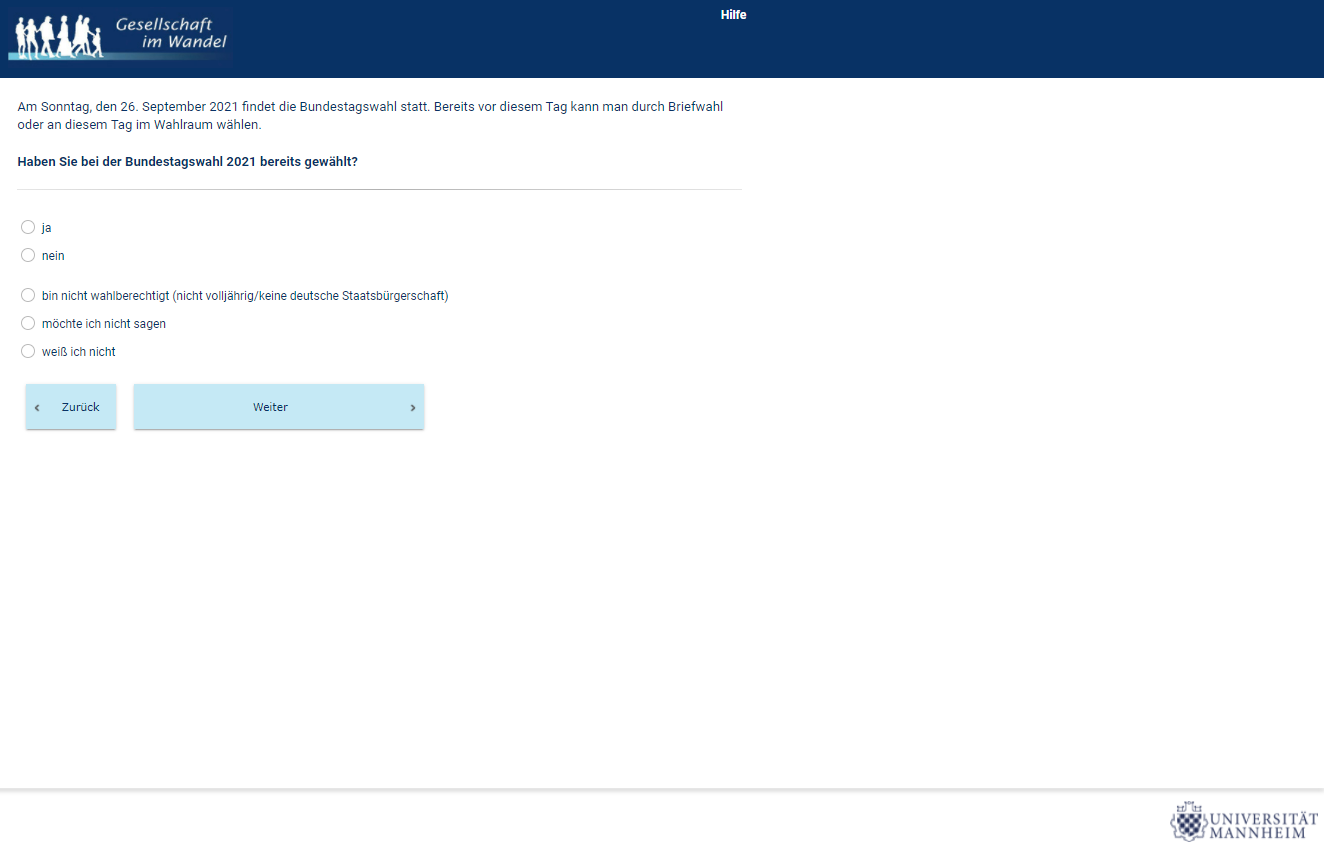 Gesellschaft
im Wandel
Hilfe
Am Sonntag, den 26. September 2021 findet die Bundestagswahl statt. Bereits vor diesem Tag kann man durch Briefwahl
oder an diesem Tag im Wahlraum wählen.
Haben Sie bei der Bundestagswahl 2021 bereits gewählt?
ja
nein
bin nicht wahlberechtigt (nicht volljährig/keine deutsche Staatsbürgerschaft)
möchte ich nicht sagen
weiß ich nicht
‹ Zurück
Weiter ›
UNIVERSITÄT
MANNHEIM